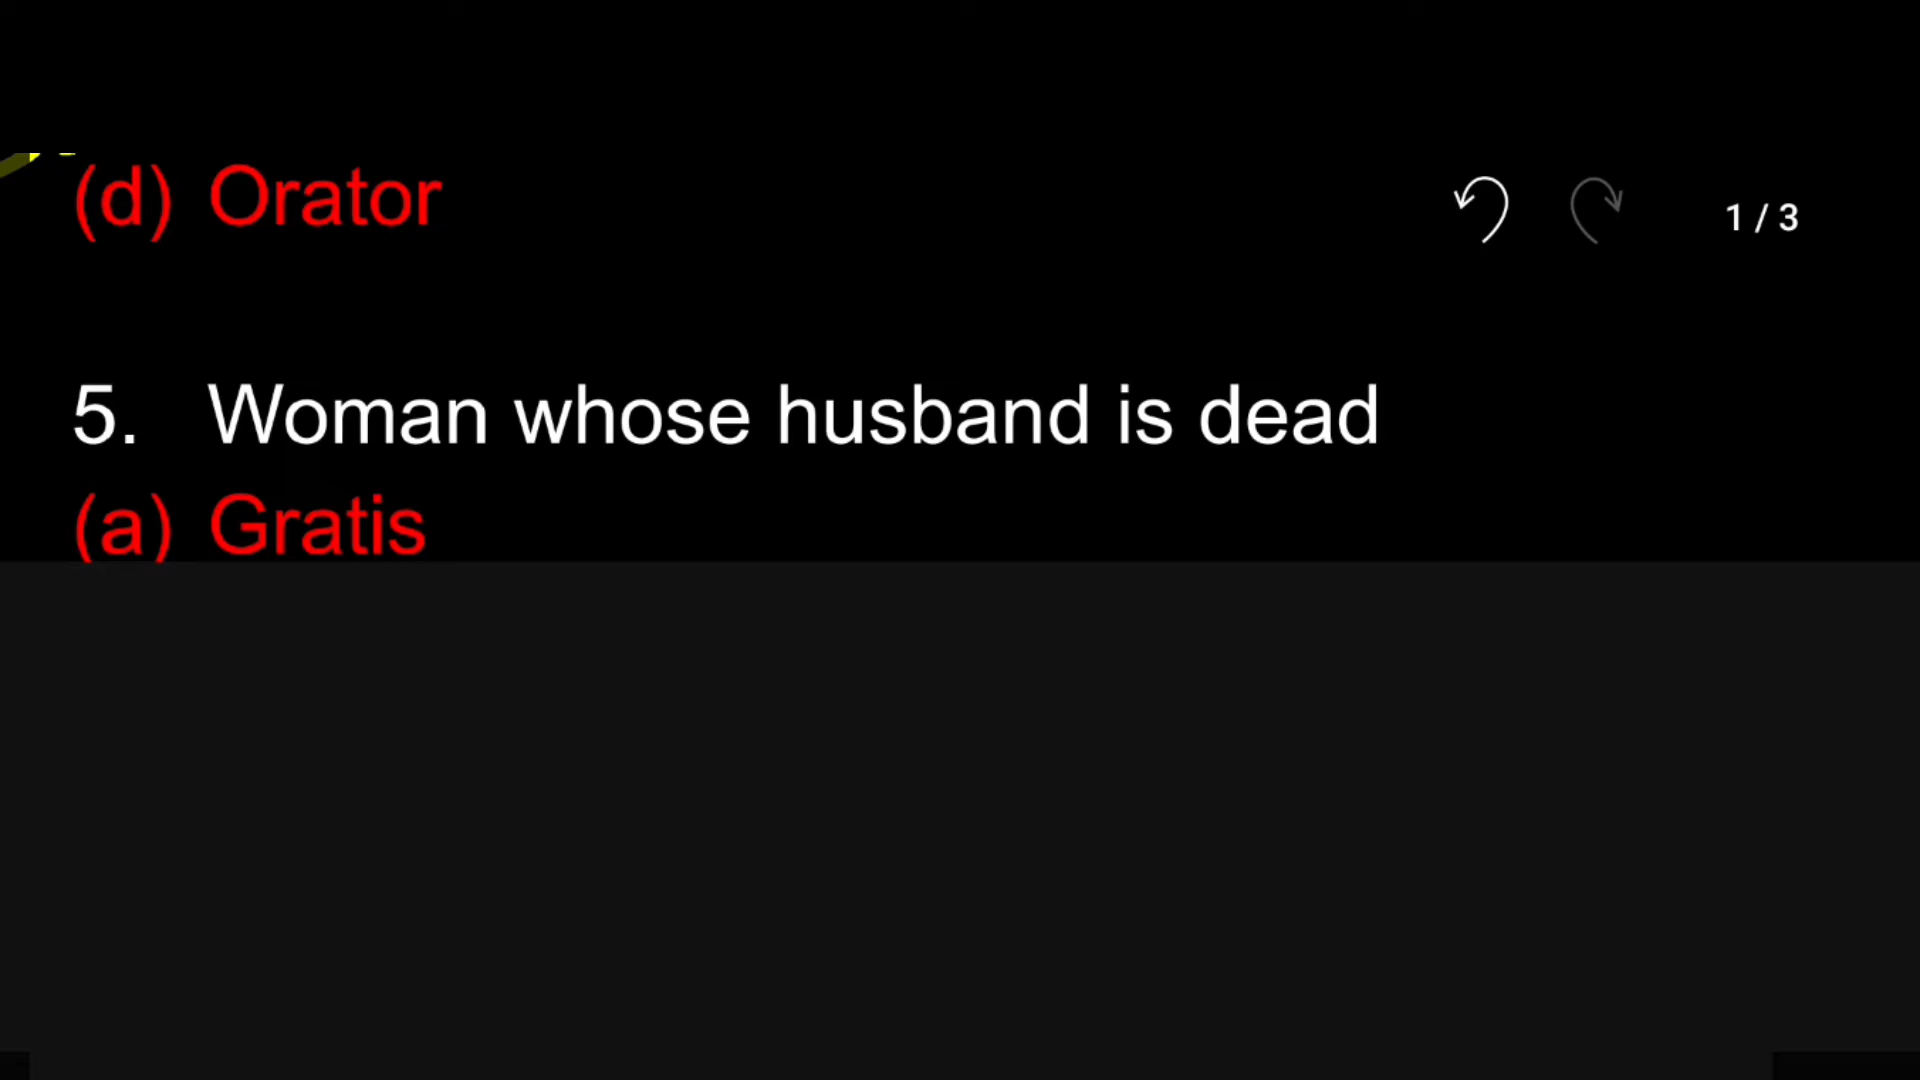 (d) Orator
1 / 3
5. Woman whose husband is dead
(a) Gratis